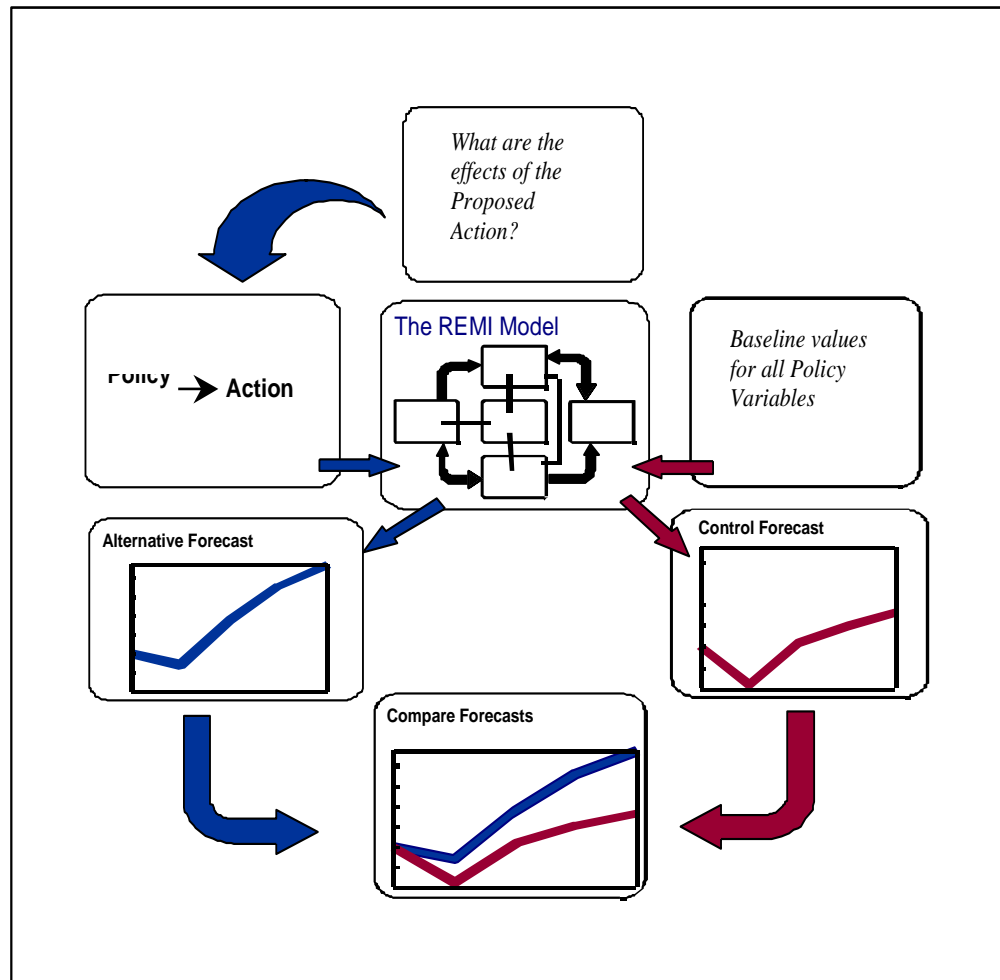 What are the
effects of the
Proposed
Action?
The REMI Model
Baseline values
for all Policy
Variables
Policy
Action
Alternative Forecast
Control Forecast
Compare Forecasts